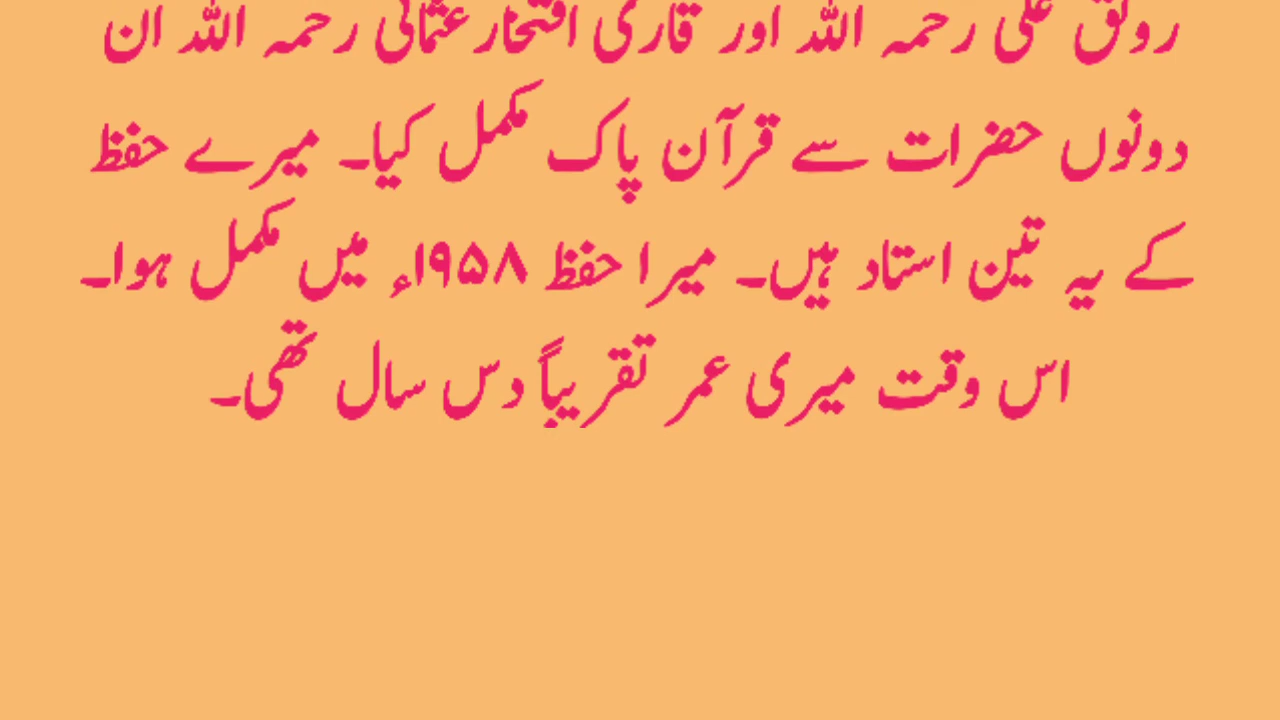 رونق علی رحمہ اللہ اور قاری افتخار عثمانی رحمہ اللہ ان
دونوں حضرات سے قرآن پاک مکمل کیا۔ میرے حفظ
کے یہ تین استاد ہیں۔ میرا حفظ ۱۹۵۸ء میں مکمل ہوا۔
اس وقت میری عمر تقریباً دس سال تھی۔